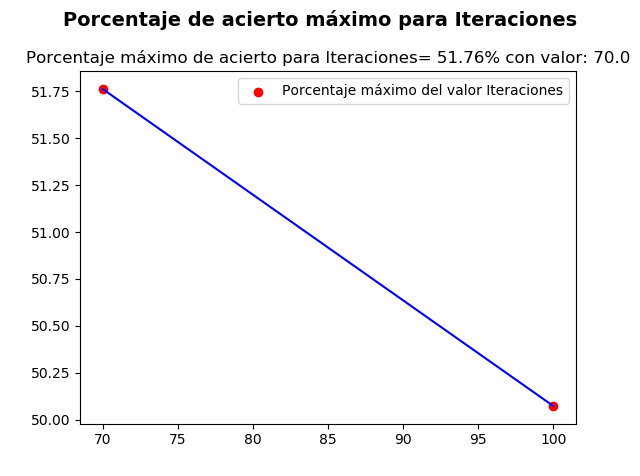 Porcentaje de acierto máximo para Iteraciones
Porcentaje máximo de acierto para Iteraciones= 51.76% con valor: 70.0
Porcentaje máximo del valor Iteraciones
51.75
51.50
51.25
51.00
50.75
50.50
50.25
50.00
70 75 80 85 90 95 100